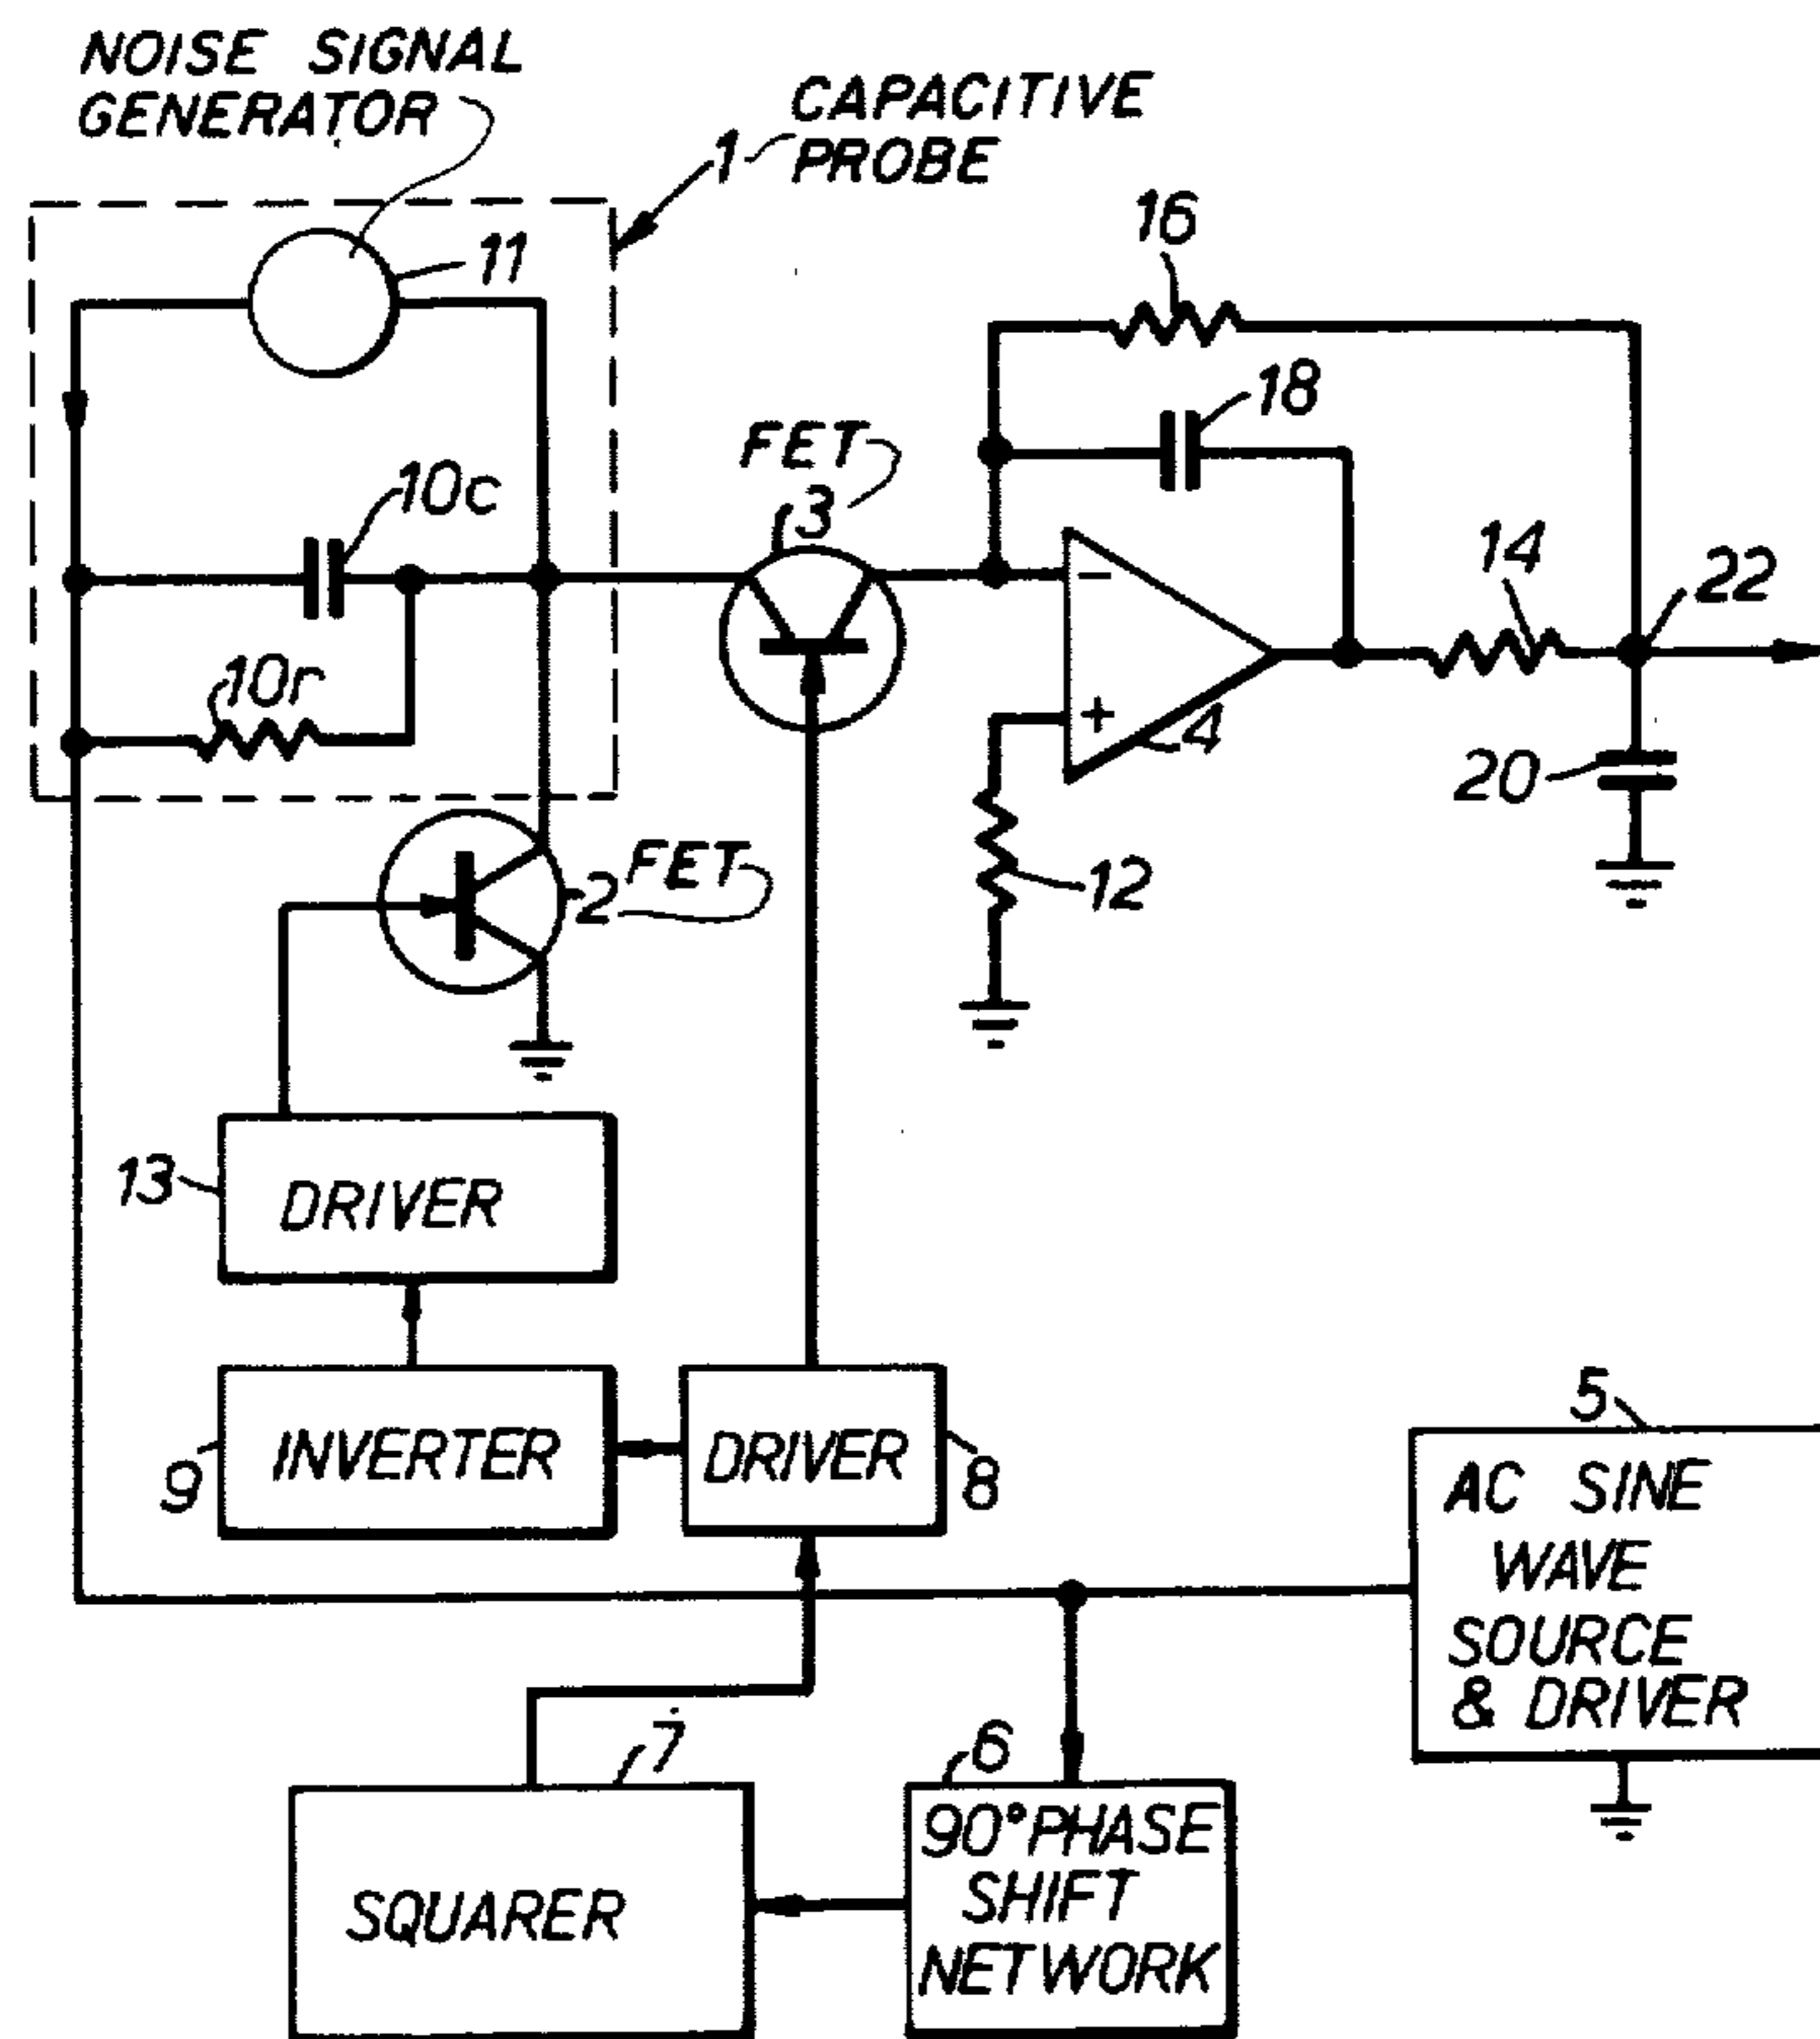 NOISE SIGNAL
GENERATOR
1
CAPACITIVE
PROBE
11
16
18
10c
FET
3
14
22
10r
-
+
4
20
12
2
FET
13
DRIVER
9
INVERTER
DRIVER
8
5
AC SINE
WAVE
SOURCE
& DRIVER
7
SQUARER
6
90° PHASE
SHIFT
NETWORK